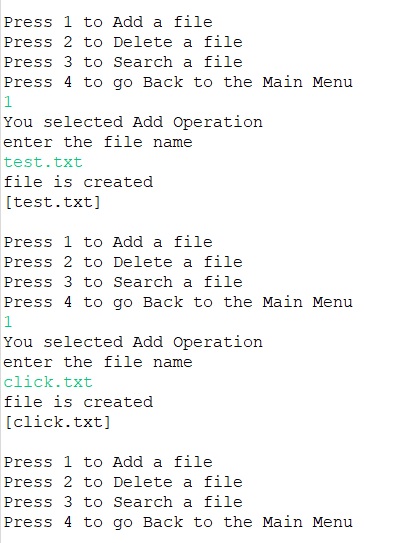 Press 1 to Add a file
Press 2 to Delete a file
Press 3 to Search a file
Press 4 to go Back to the Main Menu
1
You selected Add Operation
enter the file name
test.txt
file is created
[test.txt]
Press 1 to Add a file
Press 2 to Delete a file
Press 3 to Search a file
Press 4 to go Back to the Main Menu
1
You selected Add Operation
enter the file name
click.txt
file is created
[click.txt]
Press 1 to Add a file
Press 2 to Delete a file
Press 3 to Search a file
Press 4 to go Back to the Main Menu